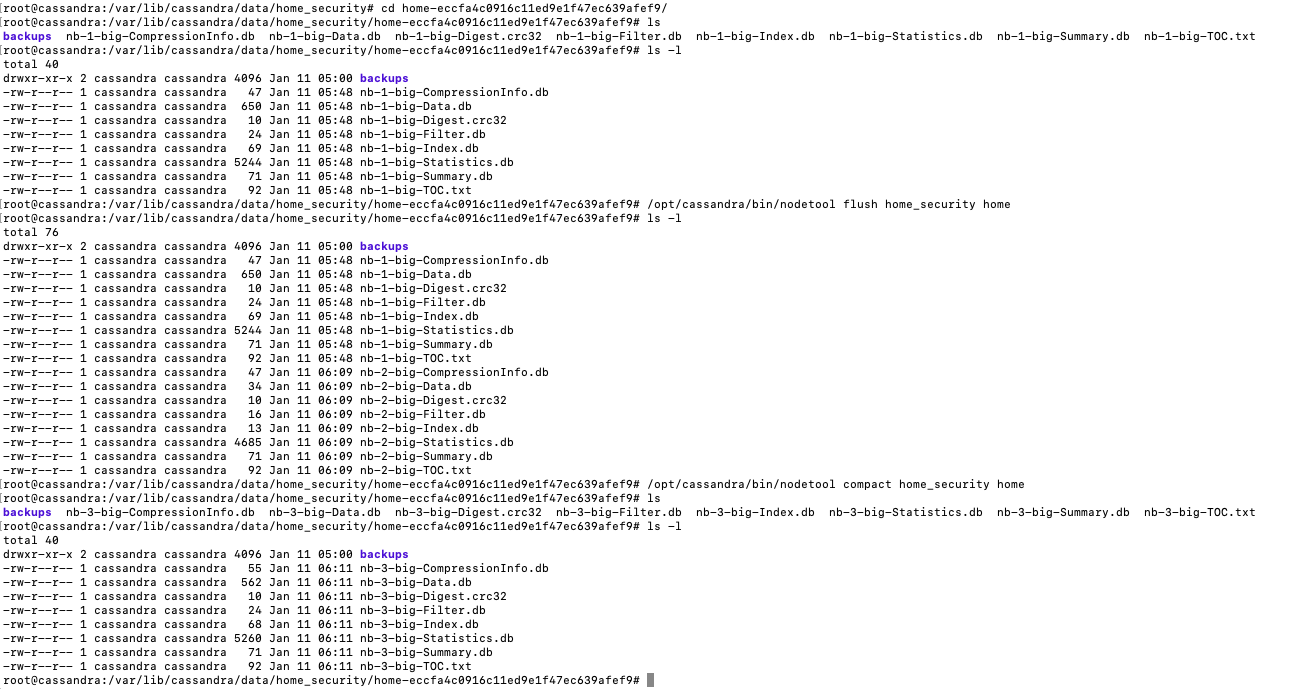 [root@cassandra:/var/lib/cassandra/data/home_security# cd home-eccfa4c0916c11ed9e1f47ec639afef9/
[root@cassandra:/var/lib/cassandra/data/home_security/home-eccfa4c0916c11ed9e1f47ec639afef9# ls
backups  nb-1-big-CompressionInfo.db  nb-1-big-Data.db  nb-1-big-Digest.crc32  nb-1-big-Filter.db  nb-1-big-Index.db  nb-1-big-Statistics.db  nb-1-big-Summary.db  nb-1-big-TOC.txt
[root@cassandra:/var/lib/cassandra/data/home_security/home-eccfa4c0916c11ed9e1f47ec639afef9# ls -l
total 40
drwxr-xr-x 2 cassandra cassandra 4096 Jan 11 05:00 backups
-rw-r--r-- 1 cassandra cassandra   47 Jan 11 05:48 nb-1-big-CompressionInfo.db
-rw-r--r-- 1 cassandra cassandra  650 Jan 11 05:48 nb-1-big-Data.db
-rw-r--r-- 1 cassandra cassandra   10 Jan 11 05:48 nb-1-big-Digest.crc32
-rw-r--r-- 1 cassandra cassandra   24 Jan 11 05:48 nb-1-big-Filter.db
-rw-r--r-- 1 cassandra cassandra   69 Jan 11 05:48 nb-1-big-Index.db
-rw-r--r-- 1 cassandra cassandra 5244 Jan 11 05:48 nb-1-big-Statistics.db
-rw-r--r-- 1 cassandra cassandra   71 Jan 11 05:48 nb-1-big-Summary.db
-rw-r--r-- 1 cassandra cassandra   92 Jan 11 05:48 nb-1-big-TOC.txt
[root@cassandra:/var/lib/cassandra/data/home_security/home-eccfa4c0916c11ed9e1f47ec639afef9# /opt/cassandra/bin/nodetool flush home_security home
[root@cassandra:/var/lib/cassandra/data/home_security/home-eccfa4c0916c11ed9e1f47ec639afef9# ls -l
total 76
drwxr-xr-x 2 cassandra cassandra 4096 Jan 11 05:00 backups
-rw-r--r-- 1 cassandra cassandra   47 Jan 11 05:48 nb-1-big-CompressionInfo.db
-rw-r--r-- 1 cassandra cassandra  650 Jan 11 05:48 nb-1-big-Data.db
-rw-r--r-- 1 cassandra cassandra   10 Jan 11 05:48 nb-1-big-Digest.crc32
-rw-r--r-- 1 cassandra cassandra   24 Jan 11 05:48 nb-1-big-Filter.db
-rw-r--r-- 1 cassandra cassandra   69 Jan 11 05:48 nb-1-big-Index.db
-rw-r--r-- 1 cassandra cassandra 5244 Jan 11 05:48 nb-1-big-Statistics.db
-rw-r--r-- 1 cassandra cassandra   71 Jan 11 05:48 nb-1-big-Summary.db
-rw-r--r-- 1 cassandra cassandra   92 Jan 11 05:48 nb-1-big-TOC.txt
-rw-r--r-- 1 cassandra cassandra   47 Jan 11 06:09 nb-2-big-CompressionInfo.db
-rw-r--r-- 1 cassandra cassandra   34 Jan 11 06:09 nb-2-big-Data.db
-rw-r--r-- 1 cassandra cassandra   10 Jan 11 06:09 nb-2-big-Digest.crc32
-rw-r--r-- 1 cassandra cassandra   16 Jan 11 06:09 nb-2-big-Filter.db
-rw-r--r-- 1 cassandra cassandra   13 Jan 11 06:09 nb-2-big-Index.db
-rw-r--r-- 1 cassandra cassandra 4685 Jan 11 06:09 nb-2-big-Statistics.db
-rw-r--r-- 1 cassandra cassandra   71 Jan 11 06:09 nb-2-big-Summary.db
-rw-r--r-- 1 cassandra cassandra   92 Jan 11 06:09 nb-2-big-TOC.txt
[root@cassandra:/var/lib/cassandra/data/home_security/home-eccfa4c0916c11ed9e1f47ec639afef9# /opt/cassandra/bin/nodetool compact home_security home
[root@cassandra:/var/lib/cassandra/data/home_security/home-eccfa4c0916c11ed9e1f47ec639afef9# ls
backups  nb-3-big-CompressionInfo.db  nb-3-big-Data.db  nb-3-big-Digest.crc32  nb-3-big-Filter.db  nb-3-big-Index.db  nb-3-big-Statistics.db  nb-3-big-Summary.db  nb-3-big-TOC.txt
[root@cassandra:/var/lib/cassandra/data/home_security/home-eccfa4c0916c11ed9e1f47ec639afef9# ls -l
total 40
drwxr-xr-x 2 cassandra cassandra 4096 Jan 11 05:00 backups
-rw-r--r-- 1 cassandra cassandra   55 Jan 11 06:11 nb-3-big-CompressionInfo.db
-rw-r--r-- 1 cassandra cassandra  562 Jan 11 06:11 nb-3-big-Data.db
-rw-r--r-- 1 cassandra cassandra   10 Jan 11 06:11 nb-3-big-Digest.crc32
-rw-r--r-- 1 cassandra cassandra   24 Jan 11 06:11 nb-3-big-Filter.db
-rw-r--r-- 1 cassandra cassandra   68 Jan 11 06:11 nb-3-big-Index.db
-rw-r--r-- 1 cassandra cassandra 5260 Jan 11 06:11 nb-3-big-Statistics.db
-rw-r--r-- 1 cassandra cassandra   71 Jan 11 06:11 nb-3-big-Summary.db
-rw-r--r-- 1 cassandra cassandra   92 Jan 11 06:11 nb-3-big-TOC.txt
root@cassandra:/var/lib/cassandra/data/home_security/home-eccfa4c0916c11ed9e1f47ec639afef9#